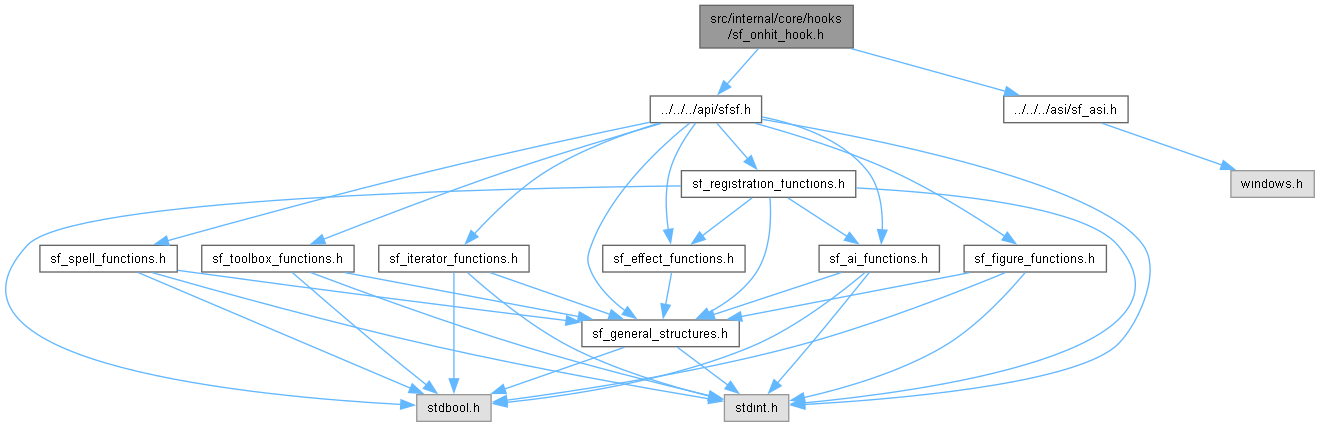 src/internal/core/hooks
/sf_onhit_hook.h
../../../api/sfsf.h
../../../asi/sf_asi.h
sf_registration_functions.h
windows.h
sf_spell_functions.h
sf_toolbox_functions.h
sf_iterator_functions.h
sf_effect_functions.h
sf_ai_functions.h
sf_figure_functions.h
sf_general_structures.h
stdbool.h
stdint.h